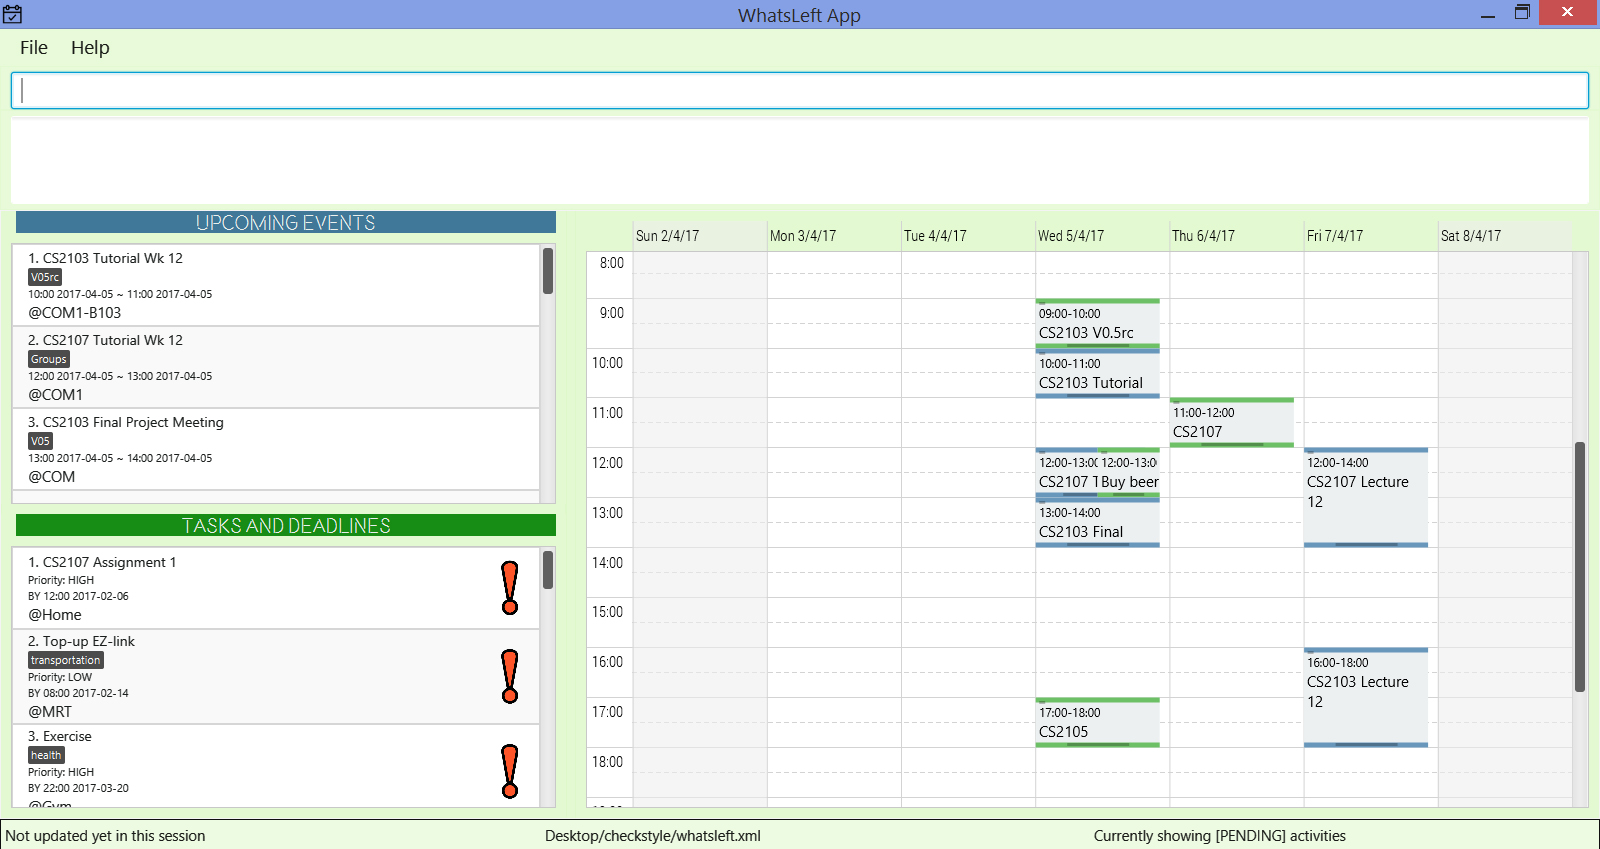 WhatsLeft App
File Help
UPCOMING EVENTS
1. CS2103 Tutorial Wk 12
V05rc
10:00 2017-04-05 ~ 11:00 2017-04-05
@COM1-B103
2. CS2107 Tutorial Wk 12
Groups
12:00 2017-04-05 ~ 13:00 2017-04-05
@COM1
3. CS2103 Final Project Meeting
V05
13:00 2017-04-05 ~ 14:00 2017-04-05
@COM
TASKS AND DEADLINES
1. CS2107 Assignment 1
Priority: HIGH
BY 12:00 2017-02-06
@Home
2. Top-up EZ-link
transportation
Priority: LOW
BY 08:00 2017-02-14
@MRT
3. Exercise
health
Priority: HIGH
BY 22:00 2017-03-20
@Gym
Sun 2/4/17 Mon 3/4/17 Tue 4/4/17 Wed 5/4/17 Thu 6/4/17 Fri 7/4/17 Sat 8/4/17
8:00
9:00
09:00-10:00
CS2103 V0.5rc
10:00
10:00-11:00
CS2103 Tutorial
11:00
11:00-12:00
CS2107
12:00
12:00-13:00
CS2107 T
12:00-13:0
Buy beer
12:00-14:00
CS2107 Lecture
12
13:00
13:00-14:00
CS2103 Final
14:00
15:00
16:00
16:00-18:00
CS2103 Lecture
12
17:00
17:00-18:00
CS2105
18:00
Not updated yet in this session
Desktop/checkstyle/whatsleft.xml
Currently showing [PENDING] activities